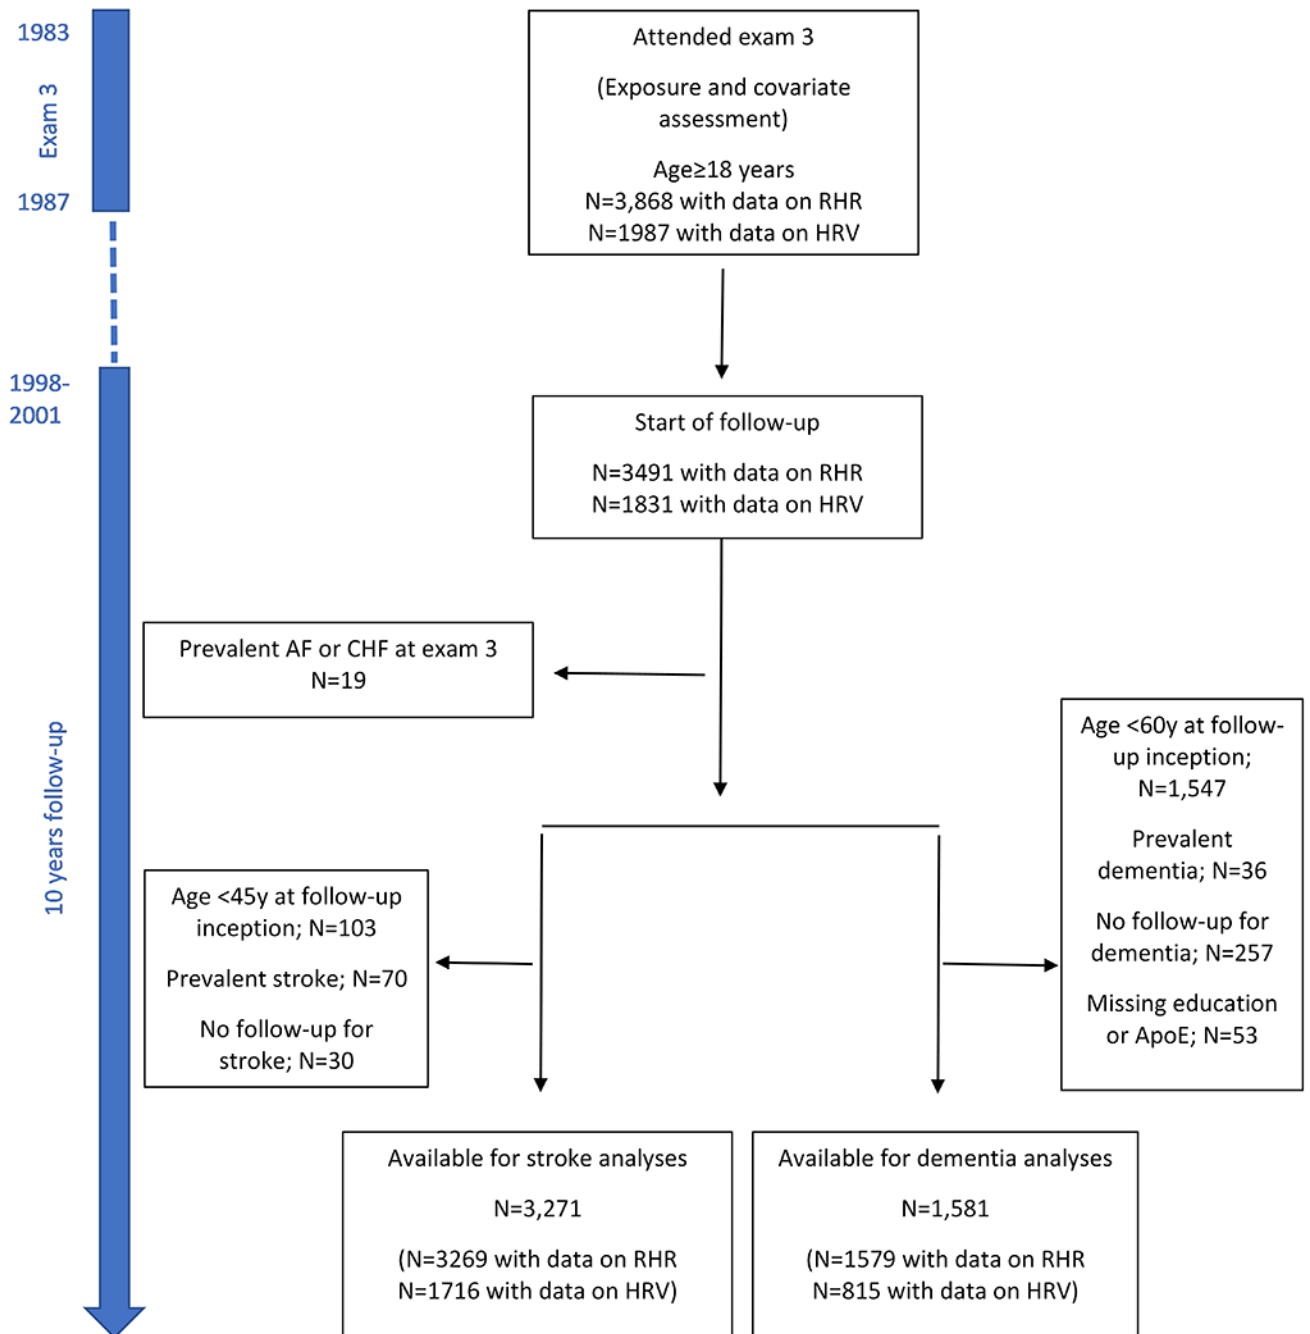 1983
Exam 3
1987
1998-
2001
10 years follow-up
Attended exam 3
(Exposure and covariate
assessment)
Age≥18 years
N=3,868 with data on RHR
N=1987 with data on HRV
Start of follow-up
N=3491 with data on RHR
N=1831 with data on HRV
Prevalent AF or CHF at exam 3
N=19
Age <60y at follow-
up inception;
N=1,547
Prevalent
dementia; N=36
No follow-up for
dementia; N=257
Missing education
or ApoE; N=53
Age <45y at follow-up
inception; N=103
Prevalent stroke; N=70
No follow-up for
stroke; N=30
Available for stroke analyses
N=3,271
(N=3269 with data on RHR
N=1716 with data on HRV)
Available for dementia analyses
N=1,581
(N=1579 with data on RHR
N=815 with data on HRV)